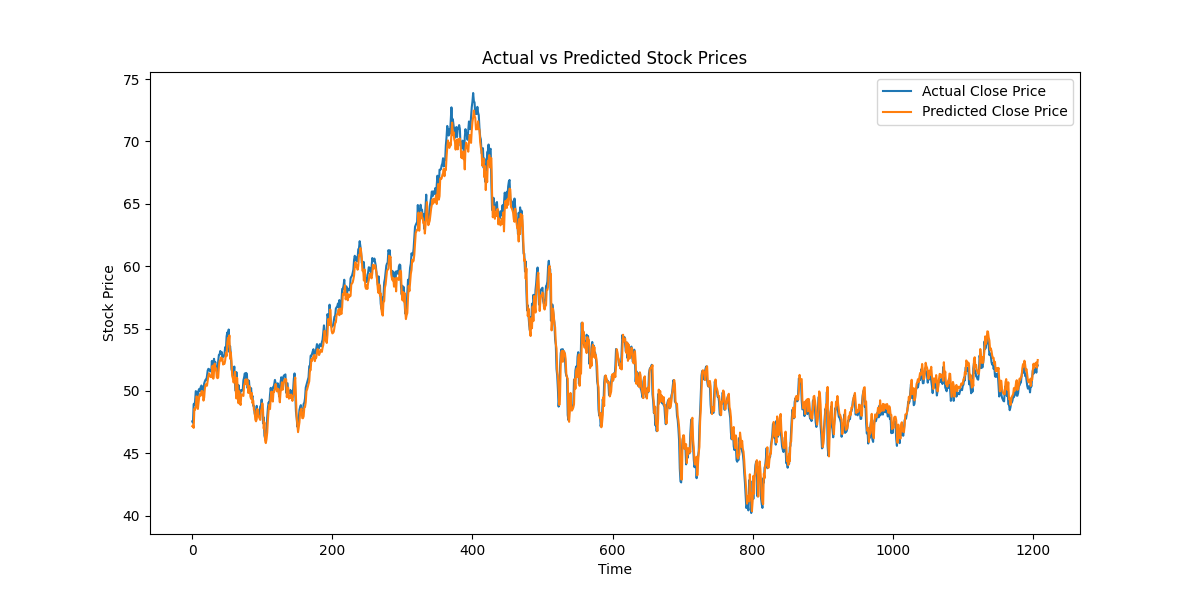 Actual vs Predicted Stock Prices
Actual Close Price
Predicted Close Price
Stock Price
75
70
65
60
55
50
45
40
0 200 400 600 800 1000 1200
Time